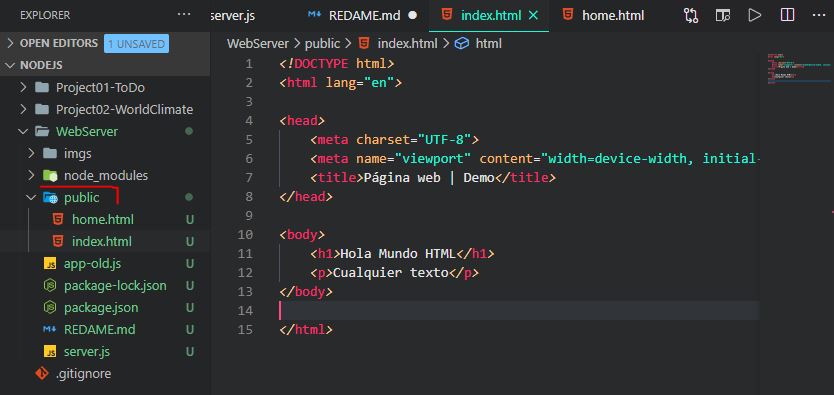 EXPLORER
server.js
REDAME.md
index.html
home.html
OPEN EDITORS 1 UNSAVED
NODEJS
Project01-ToDo
Project02-WorldClimate
WebServer
imgs
node_modules
public
home.html U
index.html U
app-old.js U
package-lock.json U
package.json U
REDAME.md U
server.js U
.gitignore
WebServer > public > index.html > html
1 <!DOCTYPE html>
2 <html lang="en">
3
4 <head>
5 <meta charset="UTF-8">
6 <meta name="viewport" content="width=device-width, initial-
7 <title>Página web | Demo</title>
8 </head>
9
10 <body>
11 <h1>Hola Mundo HTML</h1>
12 <p>Cualquier texto</p>
13 </body>
14
15 </html>